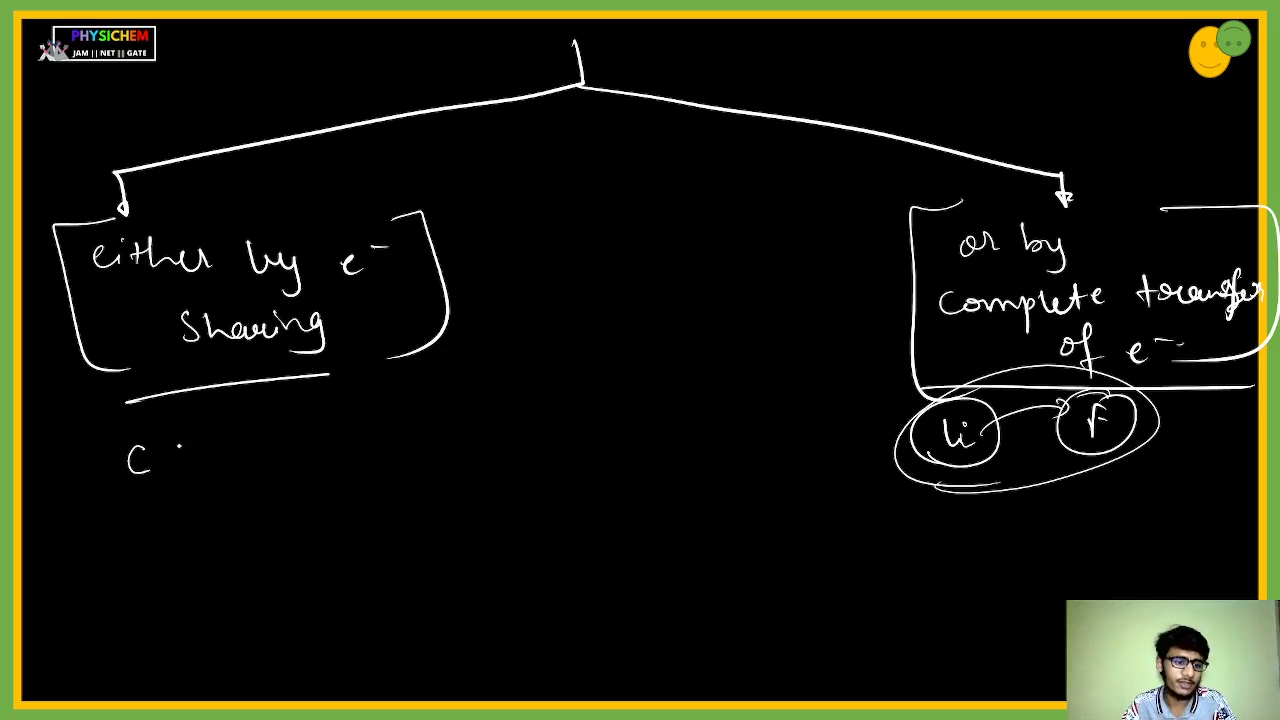 PHYSICHEM
JAM || NET || GATE
either by e⁻
sharing
or by
complete transfer
of e⁻
Li
F
C